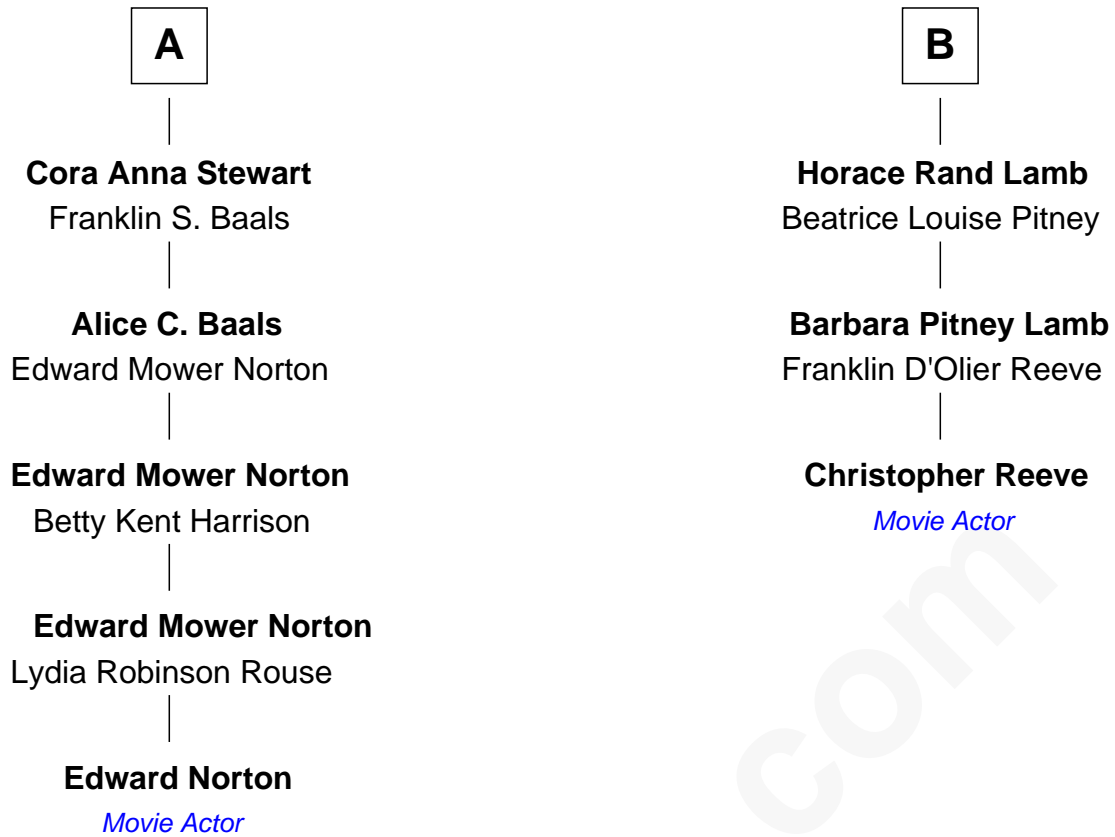 A
Cora Anna Stewart
Franklin S. Baals
Alice C. Baals
Edward Mower Norton
Edward Mower Norton
Betty Kent Harrison
Edward Mower Norton
Lydia Robinson Rouse
Edward Norton
Movie Actor
B
Horace Rand Lamb
Beatrice Louise Pitney
Barbara Pitney Lamb
Franklin D'Olier Reeve
Christopher Reeve
Movie Actor
com